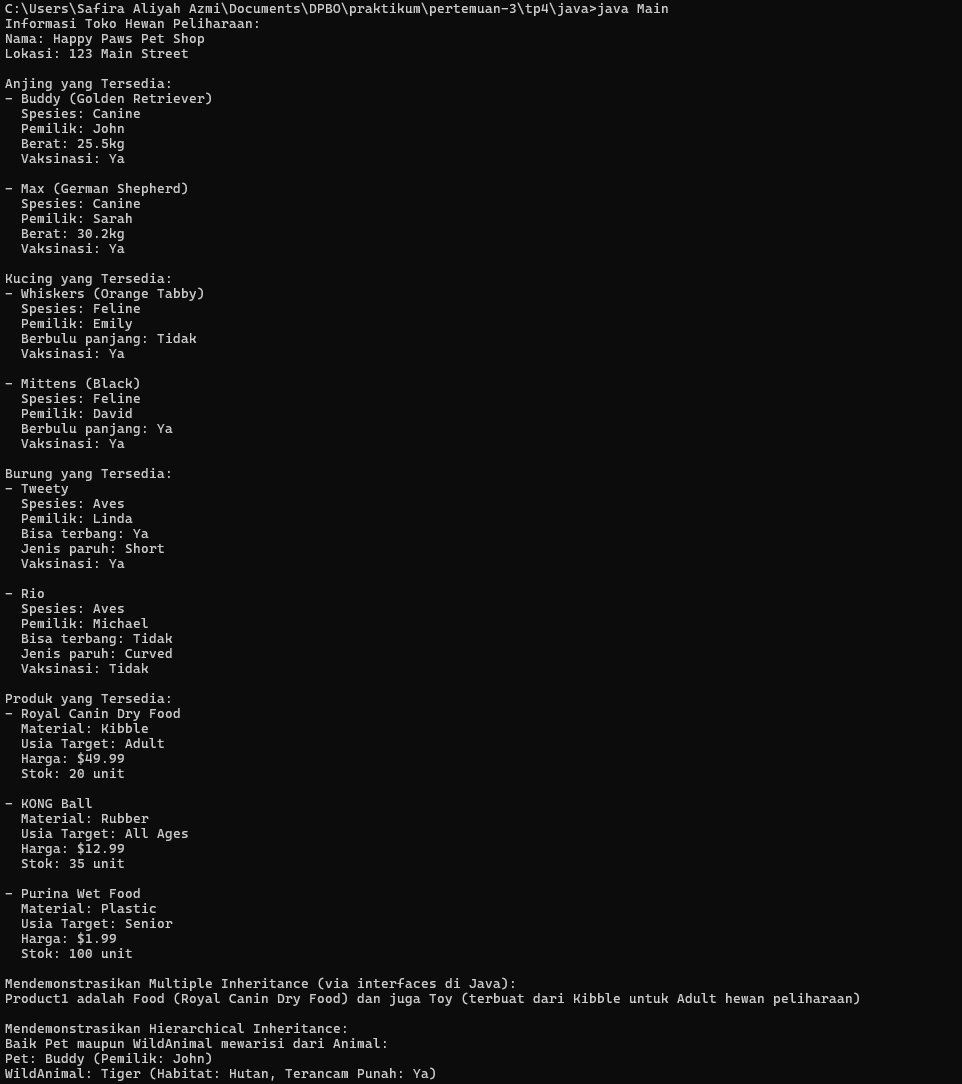 C:\Users\Safira Aliyah Azmi\Documents\DPBO\praktikum\pertemuan-3\tp4\java>java Main
Informasi Toko Hewan Peliharaan:
Nama: Happy Paws Pet Shop
Lokasi: 123 Main Street
Anjing yang Tersedia:
- Buddy (Golden Retriever)
Spesies: Canine
Pemilik: John
Berat: 25.5kg
Vaksinasi: Ya
- Max (German Shepherd)
Spesies: Canine
Pemilik: Sarah
Berat: 30.2kg
Vaksinasi: Ya
Kucing yang Tersedia:
- Whiskers (Orange Tabby)
Spesies: Feline
Pemilik: Emily
Berbulu panjang: Tidak
Vaksinasi: Ya
- Mittens (Black)
Spesies: Feline
Pemilik: David
Berbulu panjang: Ya
Vaksinasi: Ya
Burung yang Tersedia:
- Tweety
Spesies: Aves
Pemilik: Linda
Bisa terbang: Ya
Jenis paruh: Short
Vaksinasi: Ya
- Rio
Spesies: Aves
Pemilik: Michael
Bisa terbang: Tidak
Jenis paruh: Curved
Vaksinasi: Tidak
Produk yang Tersedia:
- Royal Canin Dry Food
Material: Kibble
Usia Target: Adult
Harga: $49.99
Stok: 20 unit
- KONG Ball
Material: Rubber
Usia Target: All Ages
Harga: $12.99
Stok: 35 unit
- Purina Wet Food
Material: Plastic
Usia Target: Senior
Harga: $1.99
Stok: 100 unit
Mendemonstrasikan Multiple Inheritance (via interfaces di Java):
Product1 adalah Food (Royal Canin Dry Food) dan juga Toy (terbuat dari Kibble untuk Adult hewan peliharaan)
Mendemonstrasikan Hierarchical Inheritance:
Baik Pet maupun WildAnimal mewarisi dari Animal:
Pet: Buddy (Pemilik: John)
WildAnimal: Tiger (Habitat: Hutan, Terancam Punah: Ya)